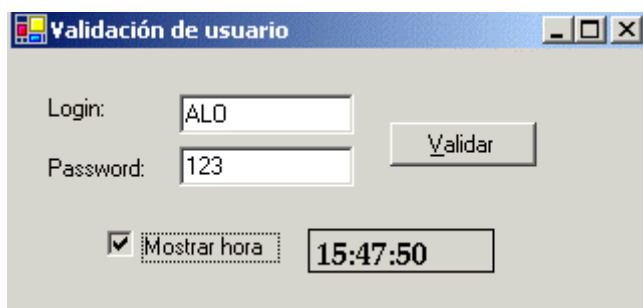 Validación de usuario
Login:
ALO
Validar
Password:
123
Mostrar hora
15:47:50